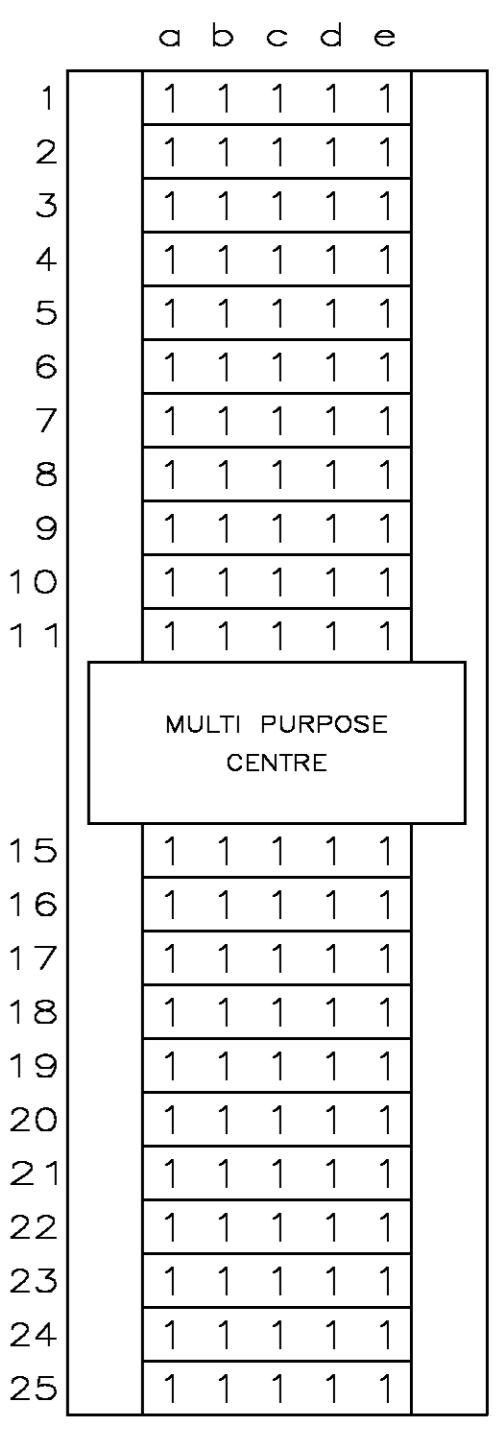 a b c d e
1 1 1 1 1 1
2 1 1 1 1 1
3 1 1 1 1 1
4 1 1 1 1 1
5 1 1 1 1 1
6 1 1 1 1 1
7 1 1 1 1 1
8 1 1 1 1 1
9 1 1 1 1 1
10 1 1 1 1 1
11 1 1 1 1 1
MULTI PURPOSE
CENTRE
15 1 1 1 1 1
16 1 1 1 1 1
17 1 1 1 1 1
18 1 1 1 1 1
19 1 1 1 1 1
20 1 1 1 1 1
21 1 1 1 1 1
22 1 1 1 1 1
23 1 1 1 1 1
24 1 1 1 1 1
25 1 1 1 1 1